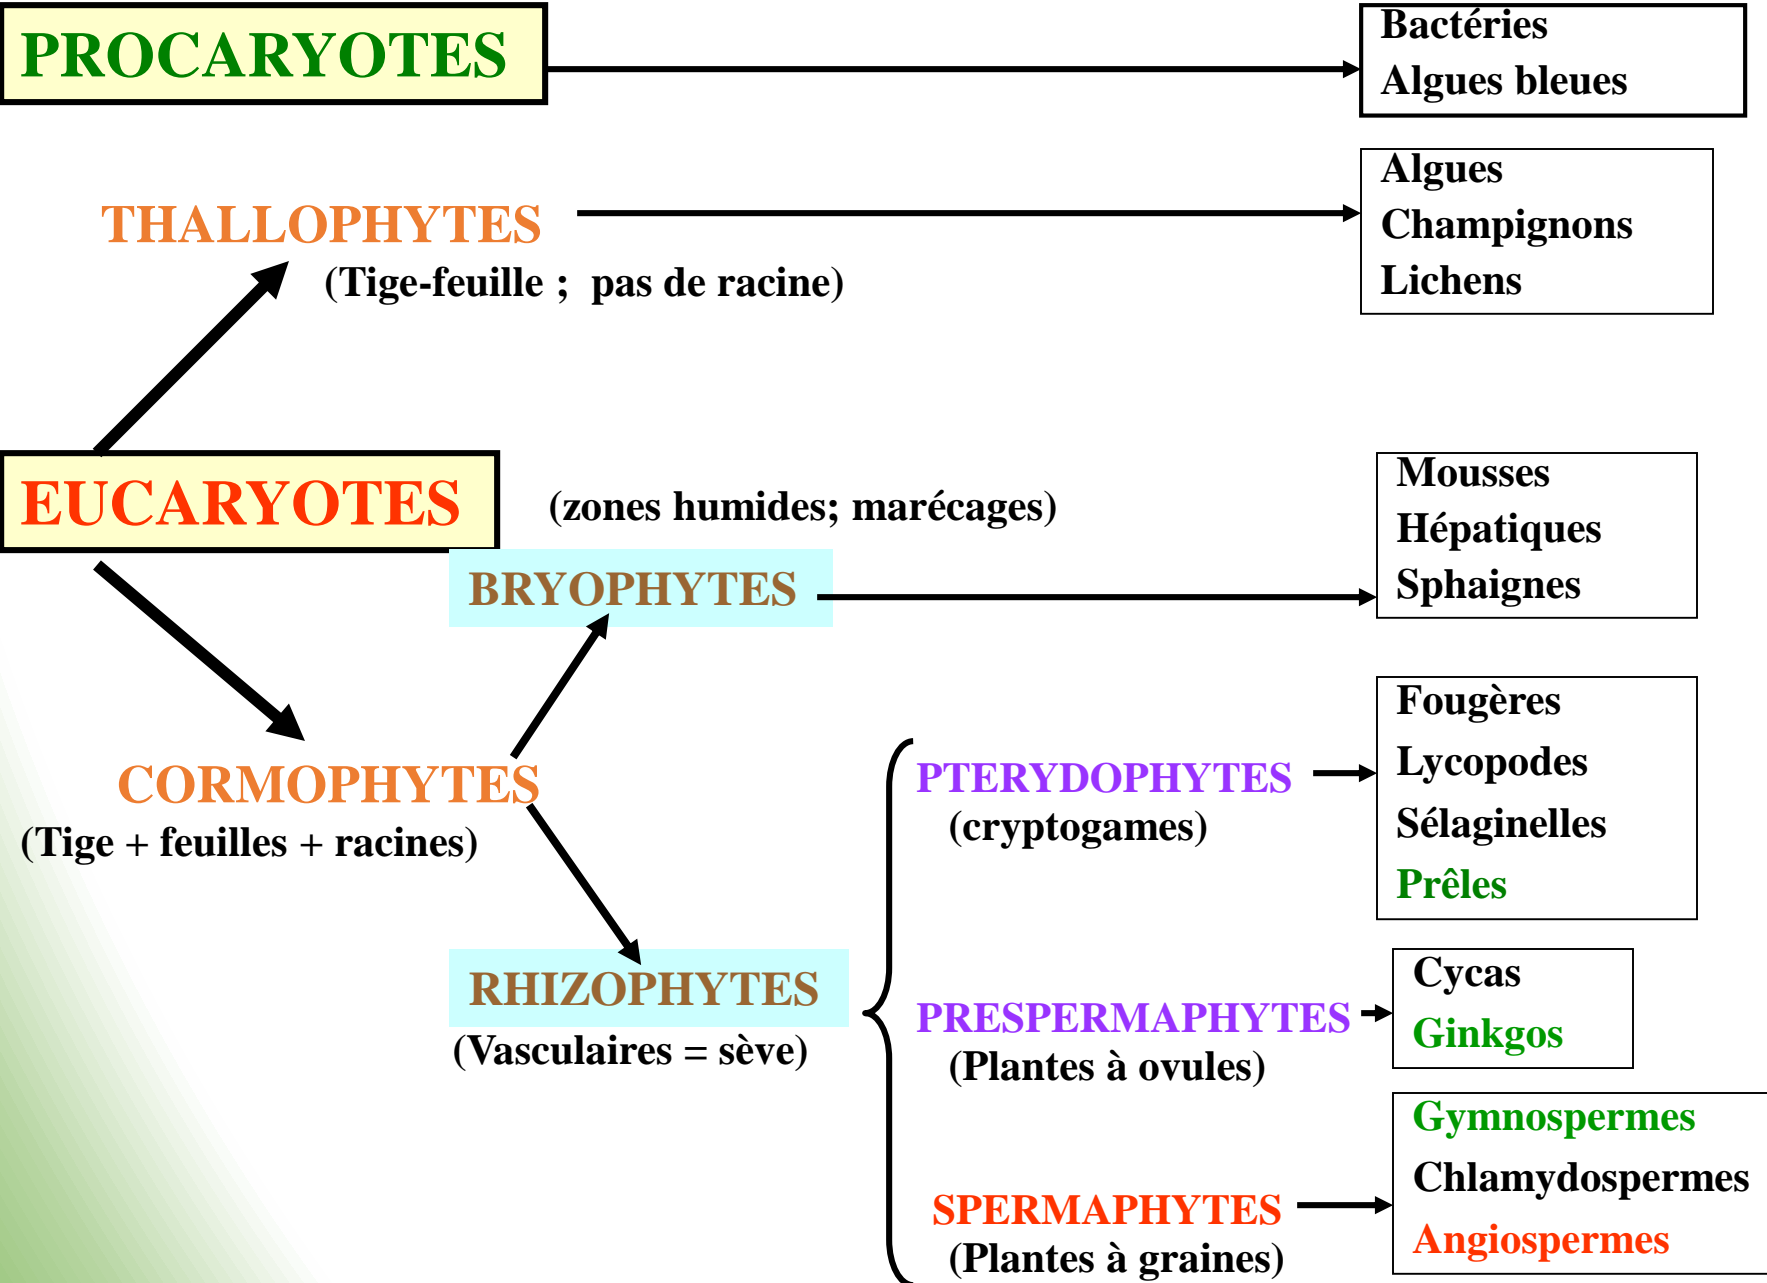 PROCARYOTES
Bactéries
Algues bleues
THALLOPHYTES
(Tige-feuille ; pas de racine)
Algues
Champignons
Lichens
EUCARYOTES
(zones humides; marécages)
BRYOPHYTES
Mousses
Hépatiques
Sphaignes
CORMOPHYTES
(Tige + feuilles + racines)
PTERYDOPHYTES
(cryptogames)
Fougères
Lycopodes
Sélaginelles
Prêles
RHIZOPHYTES
(Vasculaires = sève)
PRESPERMAPHYTES
(Plantes à ovules)
Cycas
Ginkgos
SPERMAPHYTES
(Plantes à graines)
Gymnospermes
Chlamydospermes
Angiospermes